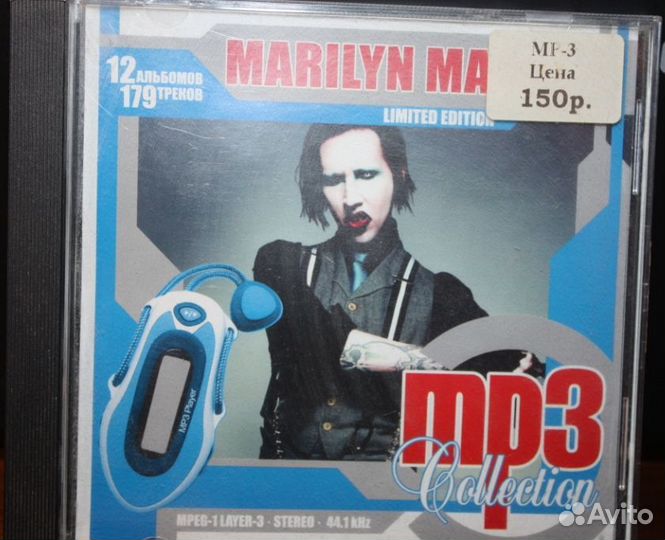 12 АЛЬБОМОВ
179 ТРЕКОВ
MARILYN MA
МР-3
Цена
150р.
LIMITED EDITION
MP3 Player
mp3
Collection
MPEG-1 LAYER-3 · STEREO · 44.1 kHz
Avito